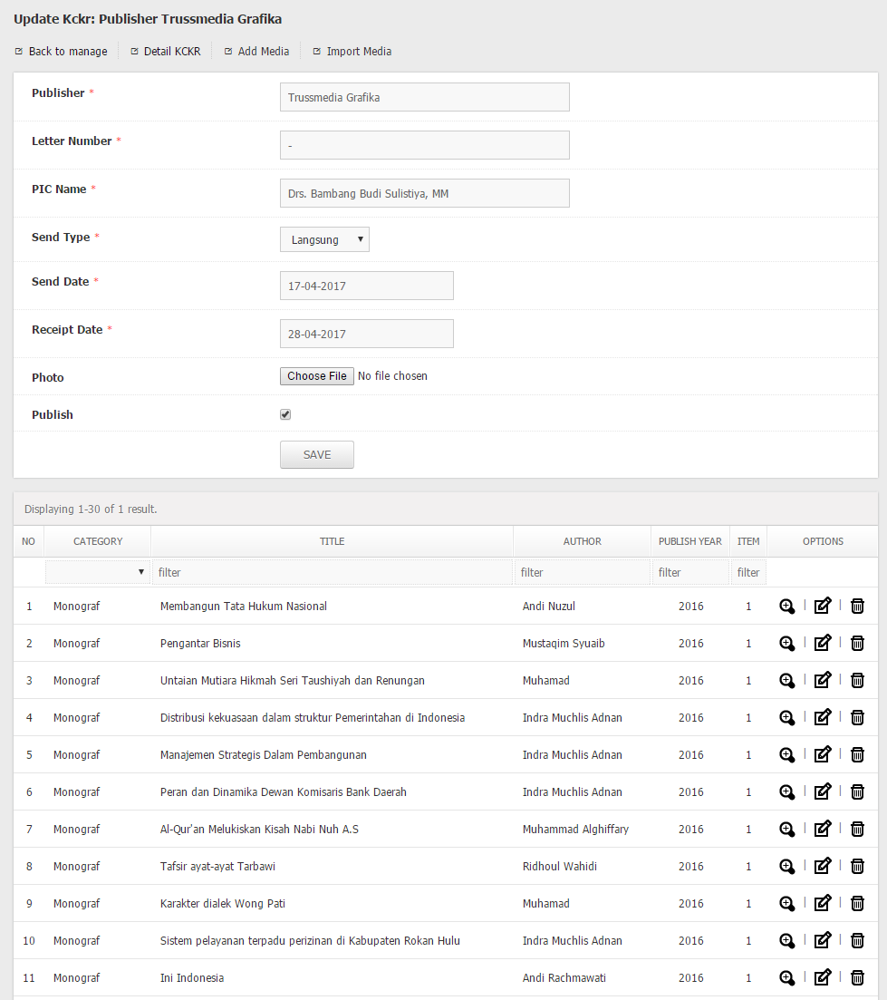 Update Kckr: Publisher Trussmedia Grafika
Back to manage Detail KCKR Add Media Import Media
Publisher * Trussmedia Grafika
Letter Number * -
PIC Name * Drs. Bambang Budi Sulistiya, MM
Send Type * Langsung
Send Date * 17-04-2017
Receipt Date * 28-04-2017
Photo Choose File No file chosen
Publish
SAVE
Displaying 1-30 of 1 result.
NO CATEGORY TITLE AUTHOR PUBLISH YEAR ITEM OPTIONS
filter filter filter filter
1 Monograf Membangun Tata Hukum Nasional Andi Nuzul 2016 1 | |
2 Monograf Pengantar Bisnis Mustaqim Syuaib 2016 1 | |
3 Monograf Untaian Mutiara Hikmah Seri Taushiyah dan Renungan Muhamad 2016 1 | |
4 Monograf Distribusi kekuasaan dalam struktur Pemerintahan di Indonesia Indra Muchlis Adnan 2016 1 | |
5 Monograf Manajemen Strategis Dalam Pembangunan Indra Muchlis Adnan 2016 1 | |
6 Monograf Peran dan Dinamika Dewan Komisaris Bank Daerah Indra Muchlis Adnan 2016 1 | |
7 Monograf Al-Qur'an Melukiskan Kisah Nabi Nuh A.S Muhammad Alghiffary 2016 1 | |
8 Monograf Tafsir ayat-ayat Tarbawi Ridhoul Wahidi 2016 1 | |
9 Monograf Karakter dialek Wong Pati Muhamad 2016 1 | |
10 Monograf Sistem pelayanan terpadu perizinan di Kabupaten Rokan Hulu Indra Muchlis Adnan 2016 1 | |
11 Monograf Ini Indonesia Andi Rachmawati 2016 1 | |